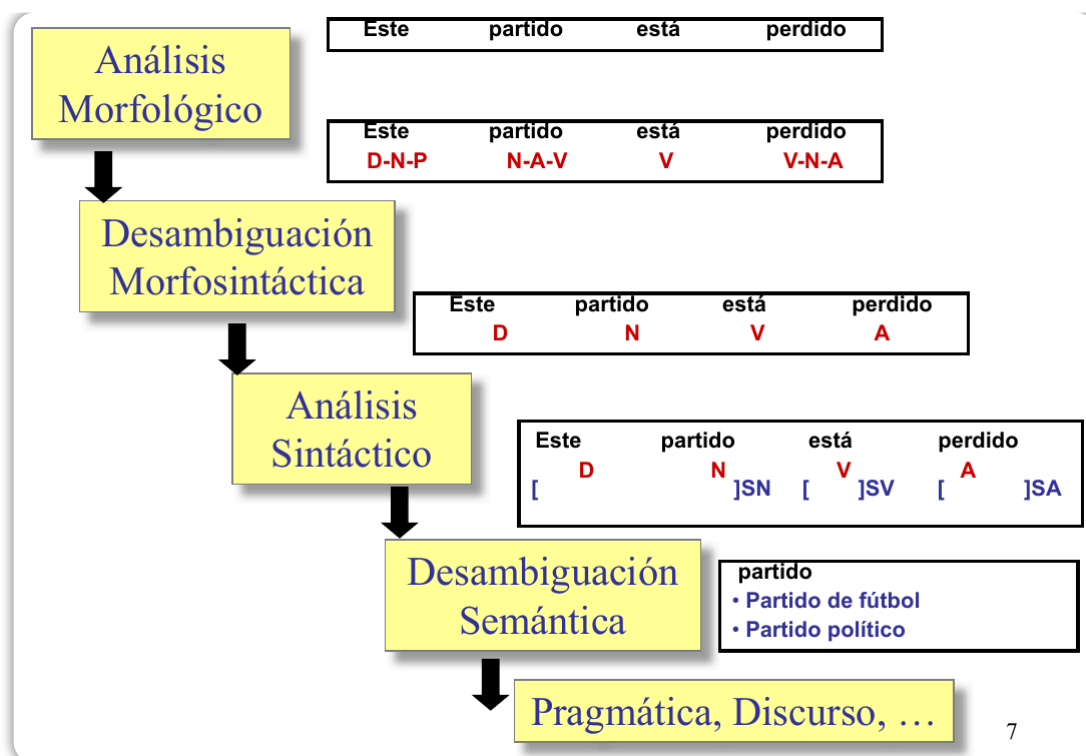 Este partido está perdido
Análisis
Morfológico
Este partido está perdido
D-N-P N-A-V V V-N-A
Desambiguación
Morfosintáctica
Este partido está perdido
D N V A
Análisis
Sintáctico
Este partido está perdido
D N V A
[ ]SN [ ]SV [ ]SA
Desambiguación
Semántica
partido
• Partido de fútbol
• Partido político
Pragmática, Discurso, …
7